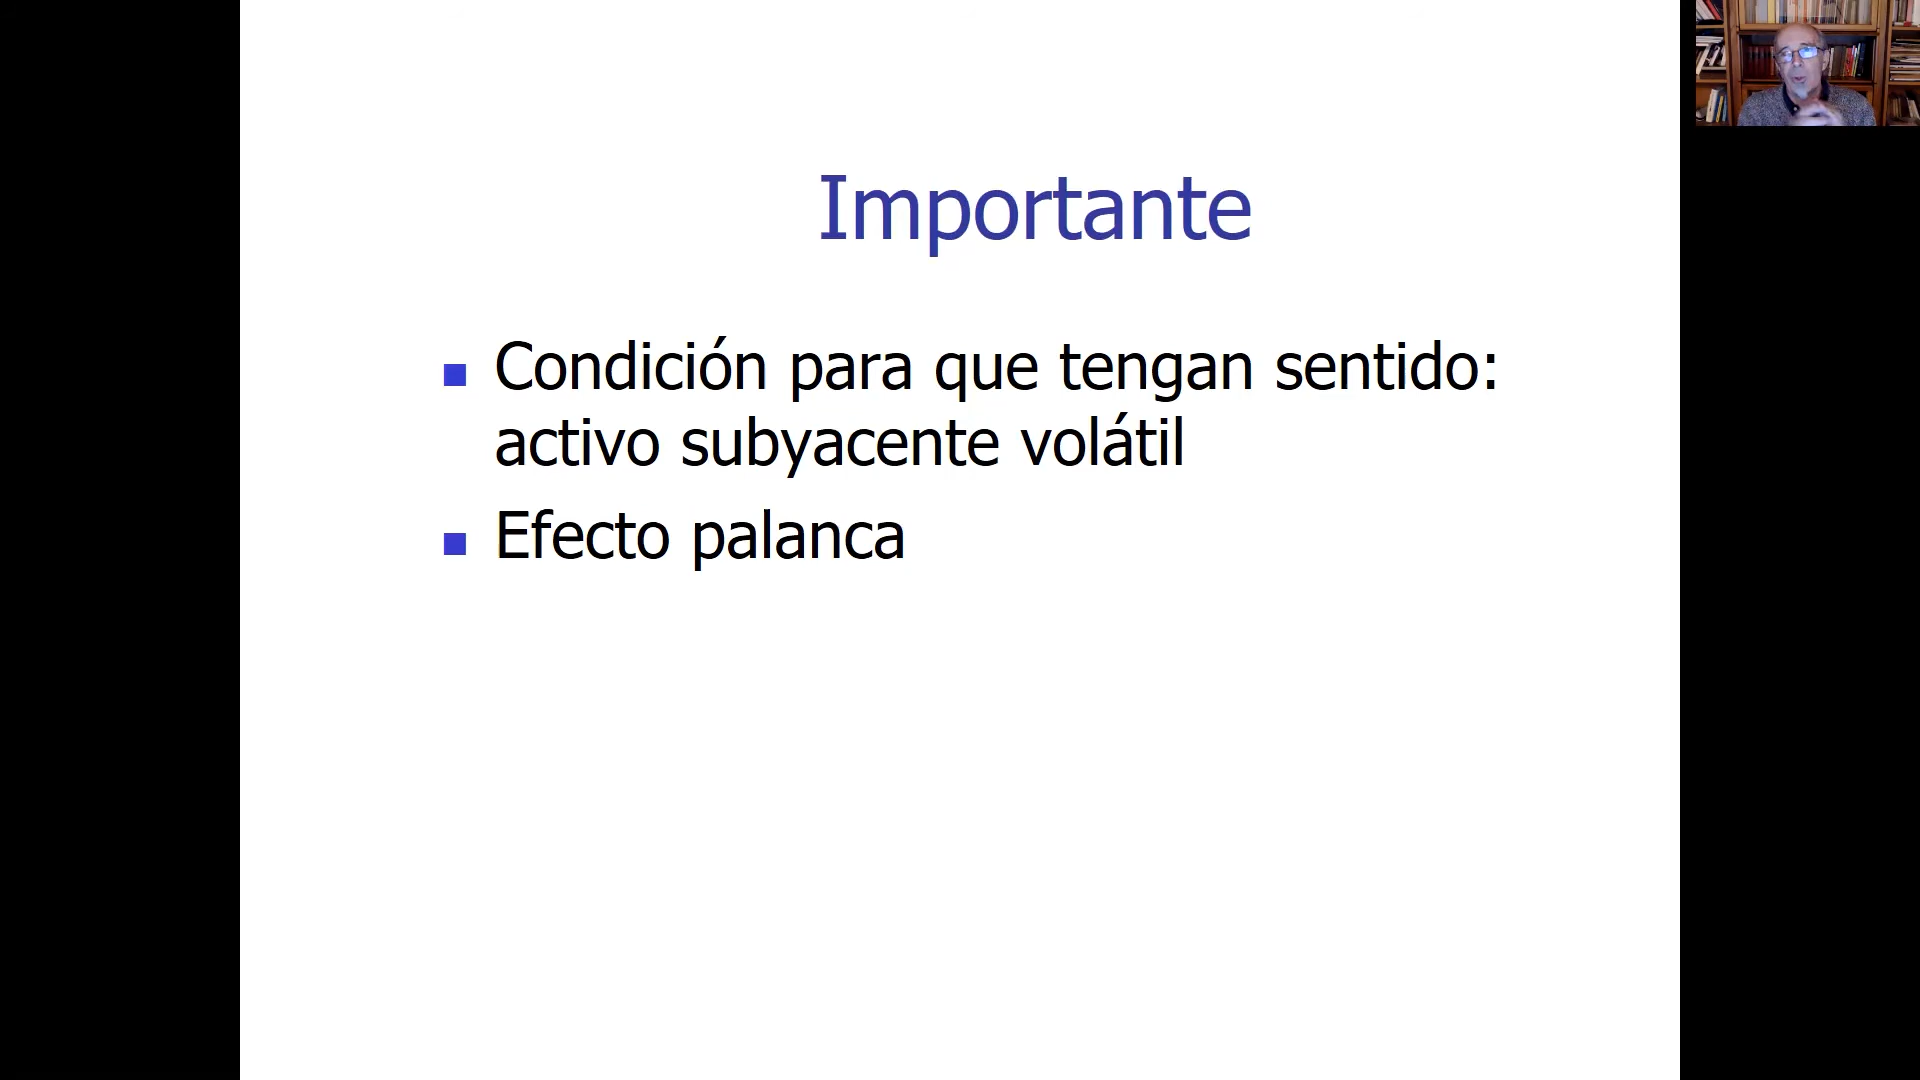 Importante
Condición para que tengan sentido:
activo subyacente volátil
Efecto palanca